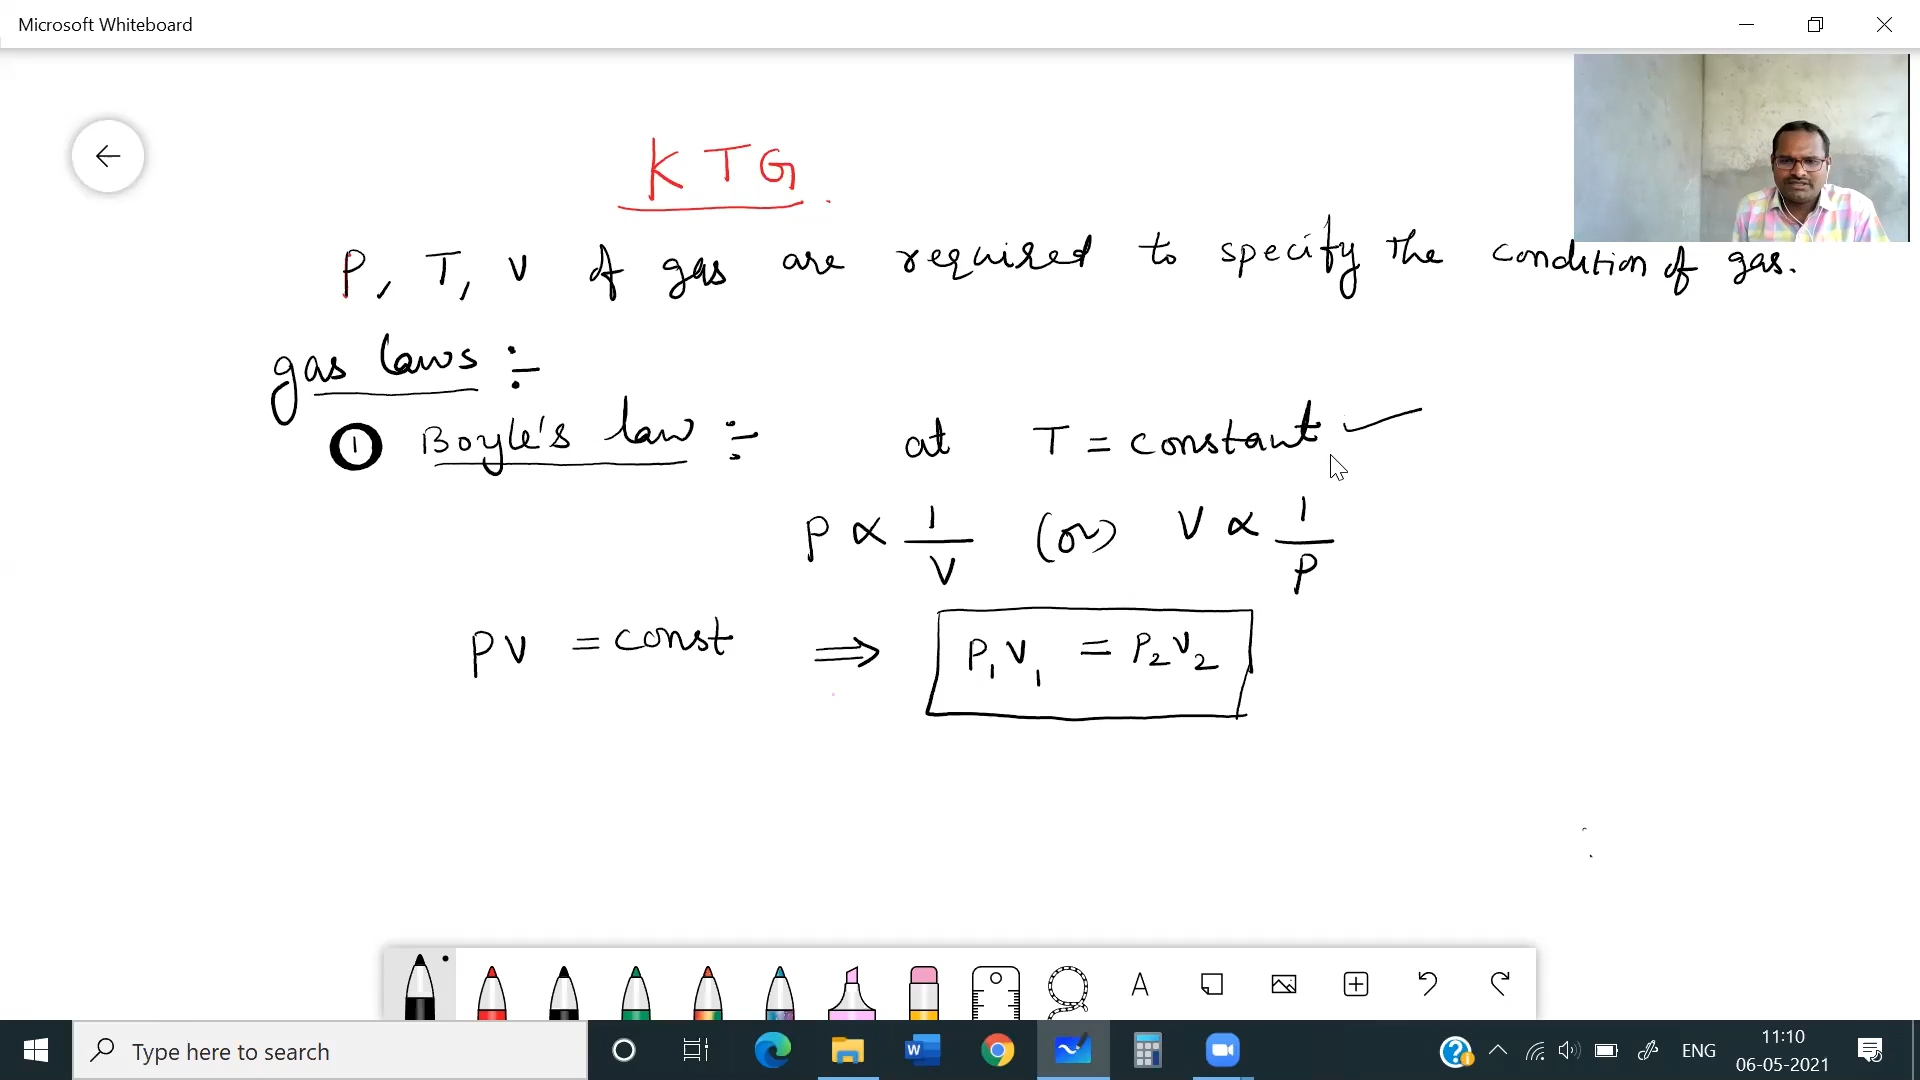 Microsoft Whiteboard
KTG.
P, T, V of gas are required to specify the condition of gas.
gas laws :-
① Boyle's law :- at T = constant ✓
P ∝ 1/V (or) V ∝ 1/P
PV = const ⇒ P₁V₁ = P₂V₂
A
Type here to search
W
ENG
11:10
06-05-2021